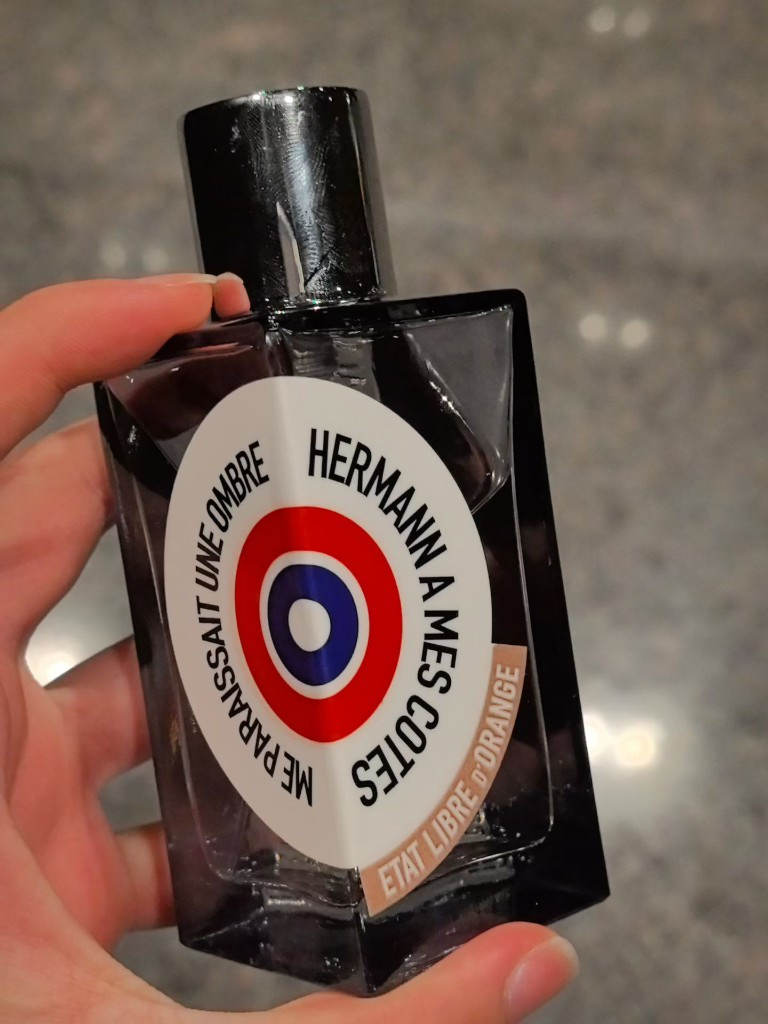 HERMANN A MES COTES
ME PARAISSAIT UNE OMBRE
ETAT LIBRE D'ORANGE